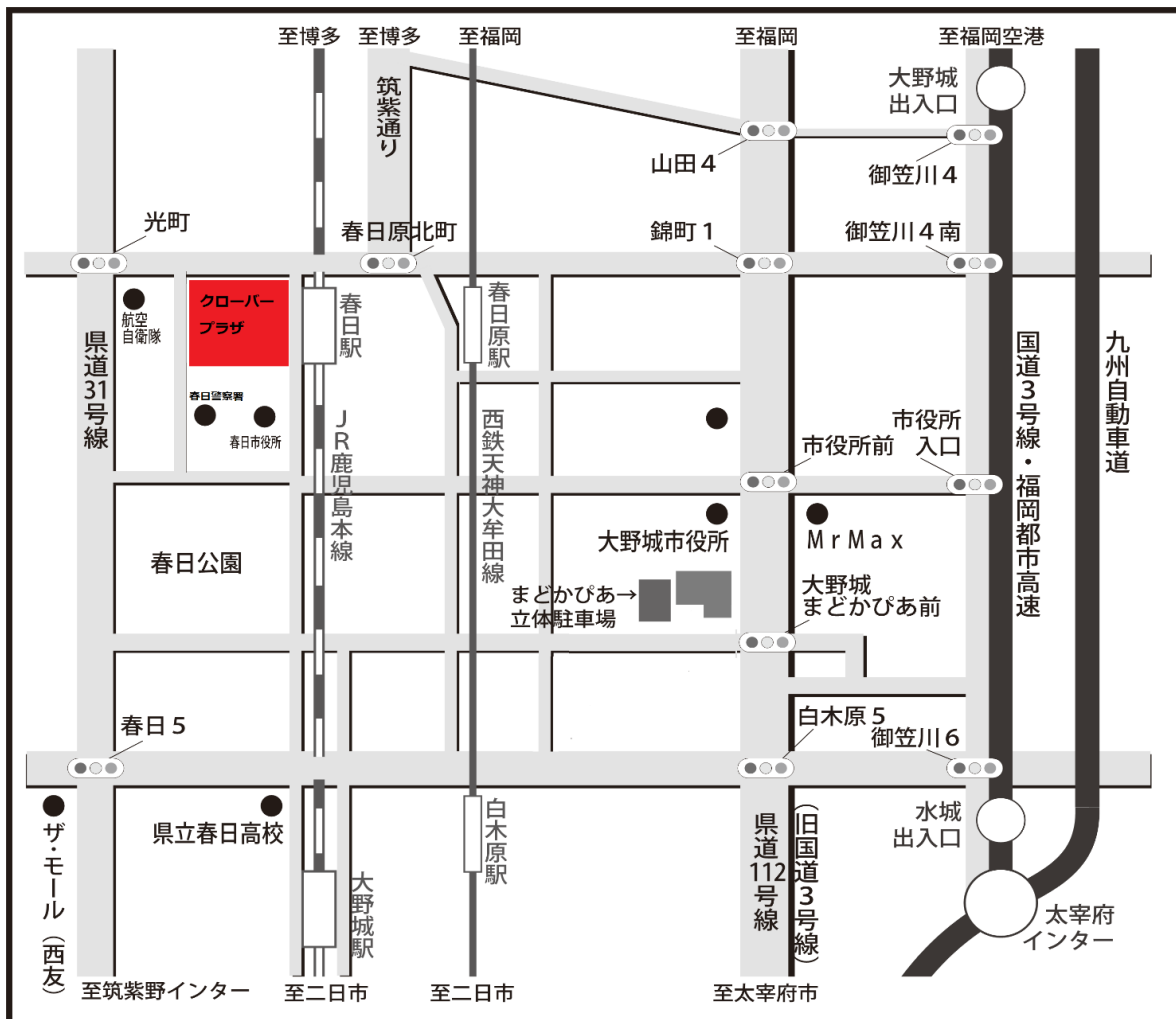 至博多
至博多
至福岡
至福岡
至福岡空港
大野城
出入口
筑紫通り
山田4
御笠川4
光町
春日原北町
錦町1
御笠川4南
クローバー
プラザ
航空
自衛隊
春日駅
春日原駅
県道31号線
国道3号線・福岡都市高速
九州自動車道
春日警察署
春日市役所
JR鹿児島本線
西鉄天神大牟田線
市役所前
市役所
入口
大野城市役所
MrMax
春日公園
まどかぴあ→
立体駐車場
大野城
まどかぴあ前
春日5
白木原5
御笠川6
ザ・モール(西友)
県立春日高校
白木原駅
県道112号線
(旧国道3号線)
水城
出入口
大野城駅
太宰府
インター
至筑紫野インター
至二日市
至二日市
至太宰府市